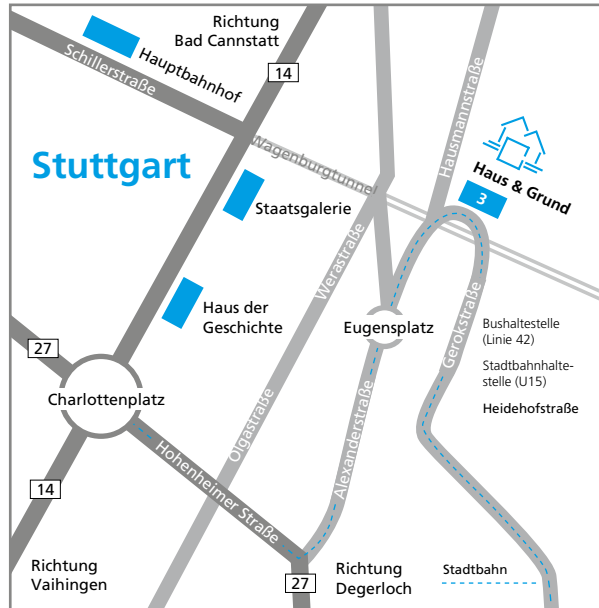 Richtung
Bad Cannstatt
14
Hauptbahnhof
Schillerstraße
Hausmannstraße
Wagenburgtunnel
Stuttgart
Haus & Grund
3
Staatsgalerie
Werastraße
Haus der
Geschichte
Eugensplatz
Gerokstraße
Bushaltestelle
(Linie 42)
Stadtbahnhalte-
stelle (U15)
Heidehofstraße
27
Charlottenplatz
Olgastraße
Alexanderstraße
Hohenheimer Straße
14
Richtung
Vaihingen
27
Richtung
Degerloch
Stadtbahn